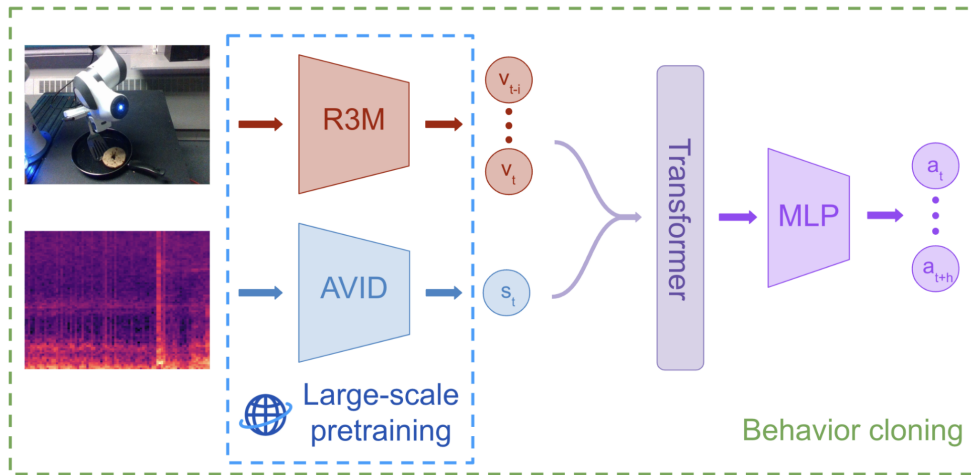 R3M
v_{t-i}
v_t
AVID
s_t
Large-scale
pretraining
Transformer
MLP
a_t
a_{t+h}
Behavior cloning